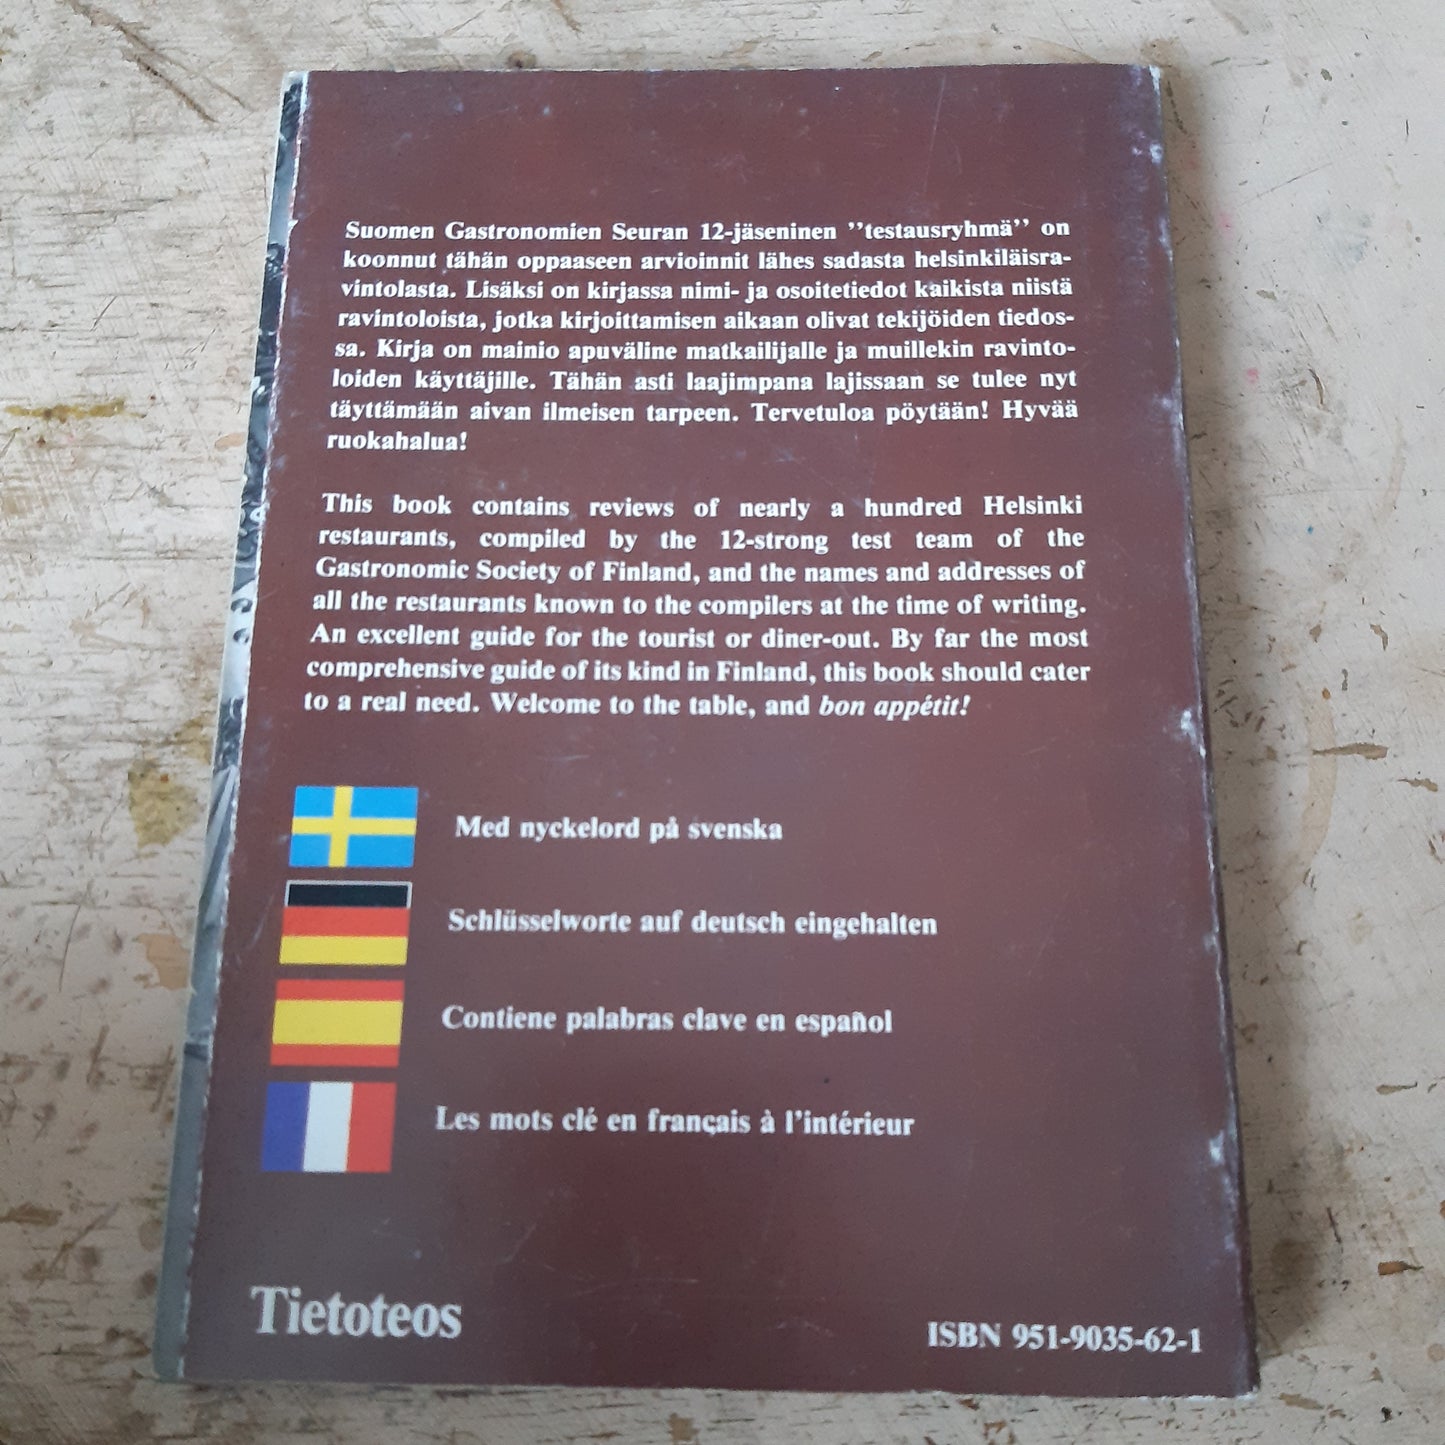 Suomen Gastronomien Seuran 12-jäseninen ”testausryhmä” on
koonnut tähän oppaaseen arvioinnit lähes sadasta helsinkiläisra-
vintolasta. Lisäksi on kirjassa nimi- ja osoitetiedot kaikista niistä
ravintoloista, jotka kirjoittamisen aikaan olivat tekijöiden tiedos-
sa. Kirja on mainio apuväline matkailijalle ja muillekin ravinto-
loiden käyttäjille. Tähän asti laajimpana lajissaan se tulee nyt
täyttämään aivan ilmeisen tarpeen. Tervetuloa pöytään! Hyvää
ruokahalua!
This book contains reviews of nearly a hundred Helsinki
restaurants, compiled by the 12-strong test team of the
Gastronomic Society of Finland, and the names and addresses of
all the restaurants known to the compilers at the time of writing.
An excellent guide for the tourist or diner-out. By far the most
comprehensive guide of its kind in Finland, this book should cater
to a real need. Welcome to the table, and bon appétit!
Med nyckelord på svenska
Schlüsselworte auf deutsch eingehalten
Contiene palabras clave en español
Les mots clé en français à l’intérieur
Tietoteos
ISBN 951-9035-62-1